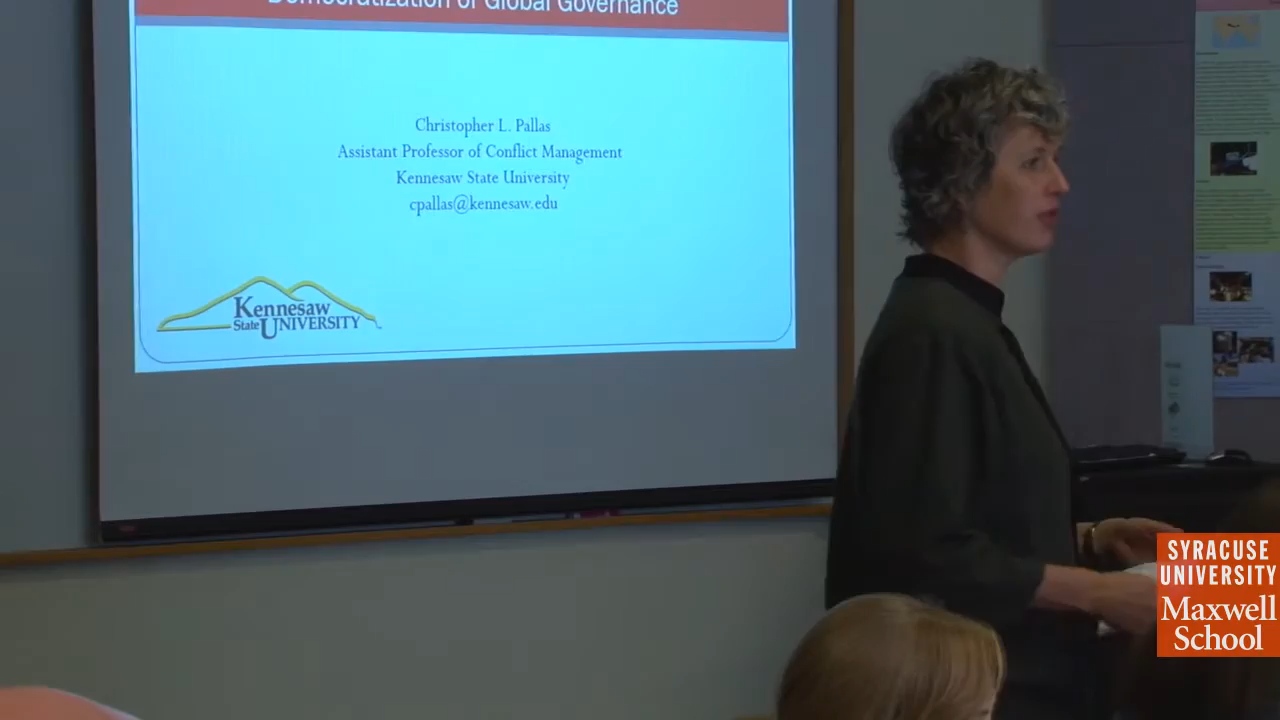 Democratization of Global Governance
Christopher L. Pallas
Assistant Professor of Conflict Management
Kennesaw State University
cpallas@kennesaw.edu
Kennesaw
State UNIVERSITY
SYRACUSE
UNIVERSITY
Maxwell
School